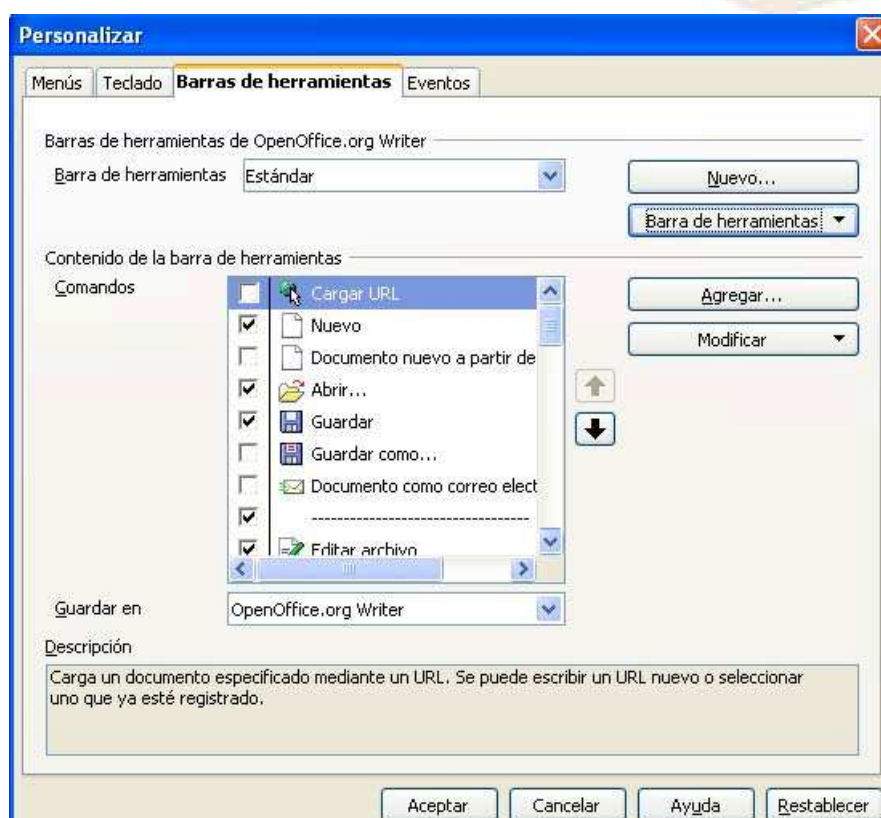 Personalizar
Menús Teclado Barras de herramientas Eventos
Barras de herramientas de OpenOffice.org Writer
Barra de herramientas Estándar Nuevo...
Barra de herramientas
Contenido de la barra de herramientas
Comandos Cargar URL Agregar...
Nuevo Modificar
Documento nuevo a partir de
Abrir...
Guardar
Guardar como...
Documento como correo elect
---------------------------------
Editar archivo
Guardar en OpenOffice.org Writer
Descripción
Carga un documento especificado mediante un URL. Se puede escribir un URL nuevo o seleccionar
uno que ya esté registrado.
Aceptar Cancelar Ayuda Restablecer